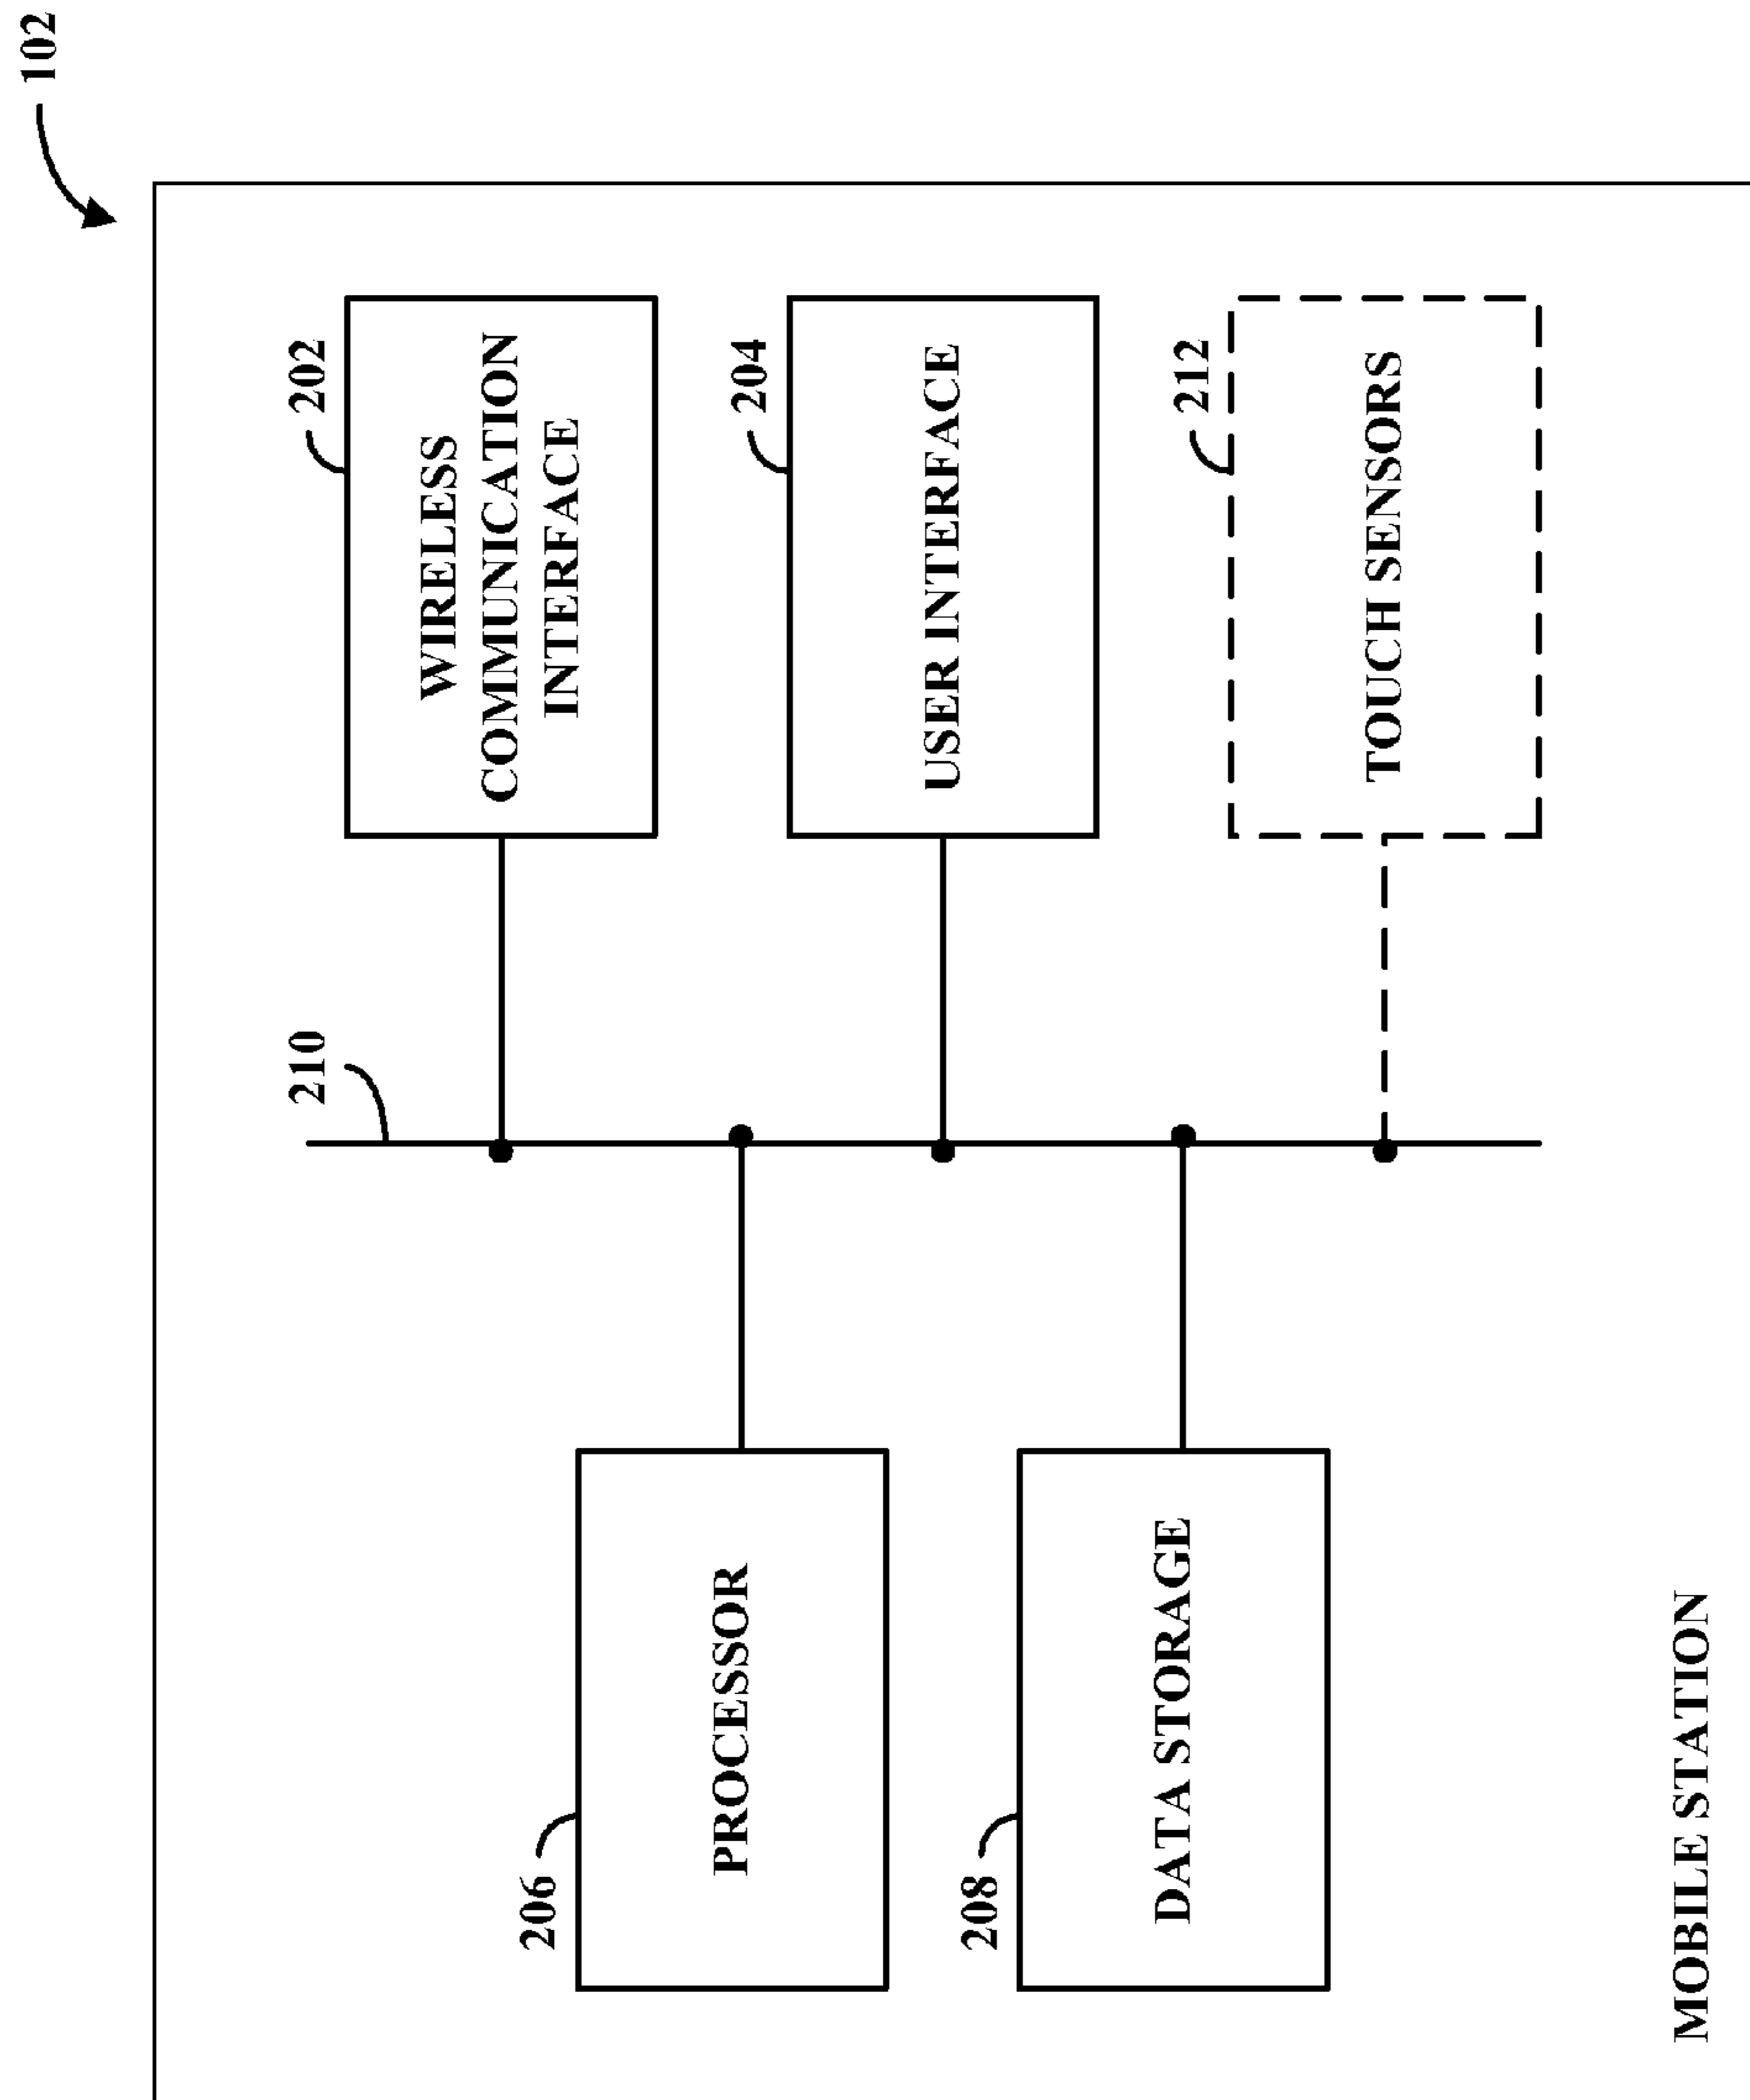 102
202
WIRELESS
COMMUNICATION
INTERFACE
210
206
PROCESSOR
204
USER INTERFACE
208
DATA STORAGE
212
TOUCH SENSORS
MOBILE STATION